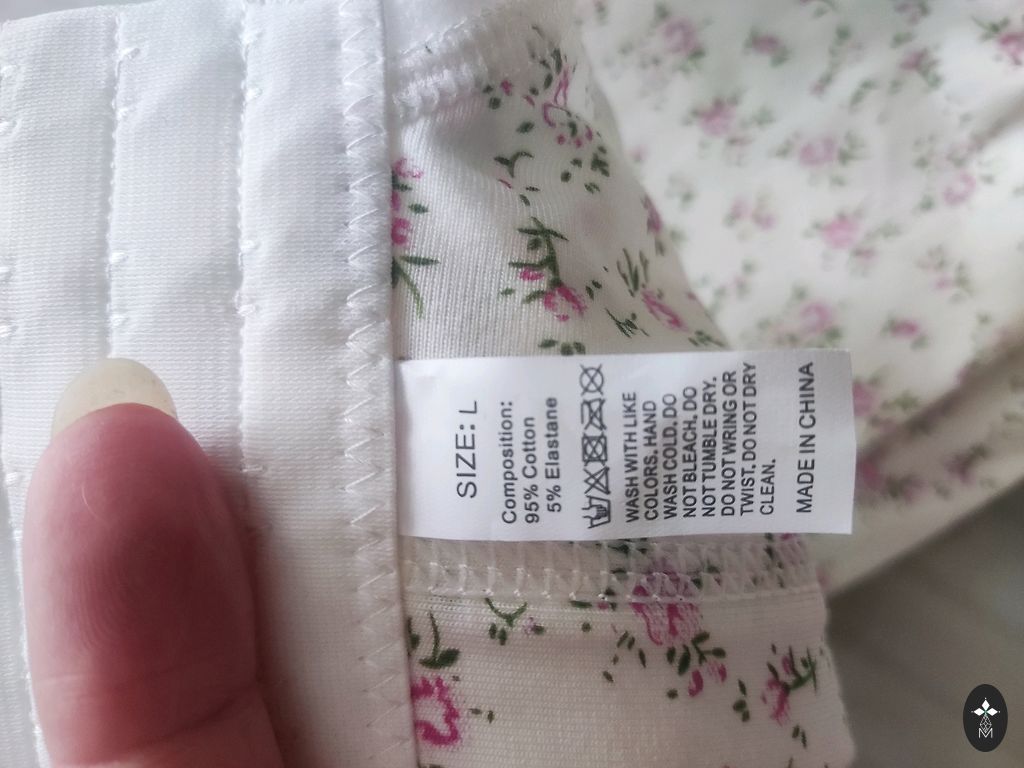 SIZE: L
Composition:
95% Cotton
5% Elastane
WASH WITH LIKE
COLORS. HAND
WASH COLD. DO
NOT BLEACH. DO
NOT TUMBLE DRY.
DO NOT WRING OR
TWIST. DO NOT DRY
CLEAN.
MADE IN CHINA
M